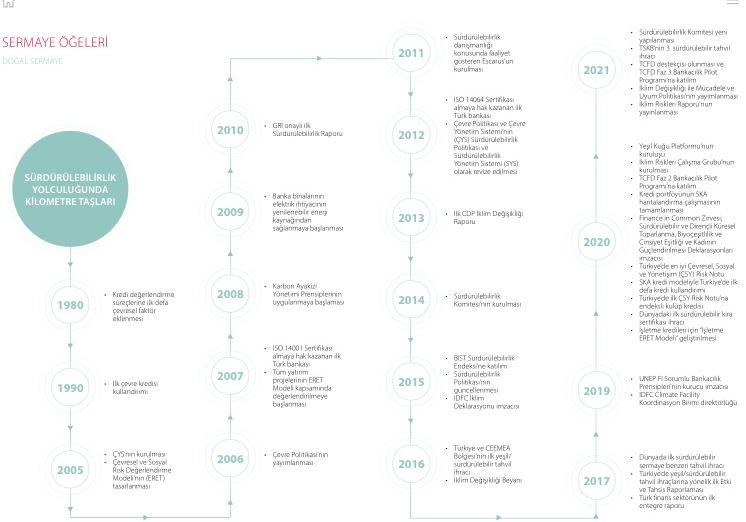 SERMAYE ÖĞELERİ
DOĞAL SERMAYE
SÜRDÜRÜLEBİLİRLİK
YOLCULUĞUNDA
KİLOMETRE TAŞLARI
1980
• Kredi değerlendirme
süreçlerine ilk defa
çevresel faktör
eklenmesi
1990
• İlk çevre kredisi
kullandırımı
2005
• ÇYS'nin kurulması
• Çevresel ve Sosyal
Risk Değerlendirme
Modeli'nin (ERET)
tasarlanması
2006
• Çevre Politikası'nın
yayımlanması
2007
• ISO 14001 Sertifikası
almaya hak kazanan ilk
Türk bankası
• Tüm yatırım
projelerinin ERET
Modeli kapsamında
değerlendirilmeye
başlanması
2008
• Karbon Ayakizi
Yönetimi Prensiplerinin
uygulanmaya başlaması
2009
• Banka binalarının
elektrik ihtiyacının
yenilenebilir enerji
kaynağından
sağlanmaya başlanması
2010
• GRI onaylı ilk
Sürdürülebilirlik Raporu
2011
• Sürdürülebilirlik
danışmanlığı
konusunda faaliyet
gösteren Escarus'un
kurulması
2012
• ISO 14064 Sertifikası
almaya hak kazanan ilk
Türk bankası
• Çevre Politikası ve Çevre
Yönetim Sistemi'nin
(ÇYS) Sürdürülebilirlik
Politikası ve
Sürdürülebilirlik
Yönetim Sistemi (SYS)
olarak revize edilmesi
2013
• İlk CDP İklim Değişikliği
Raporu
2014
• Sürdürülebilirlik
Komitesi'nin kurulması
2015
• BIST Sürdürülebilirlik
Endeksi'ne katılım
• Sürdürülebilirlik
Politikası'nın
güncellenmesi
• IDFC İklim
Deklarasyonu imzacısı
2016
• Türkiye ve CEEMEA
Bölgesi'nin ilk yeşil/
sürdürülebilir tahvil
ihracı
• İklim Değişikliği Beyanı
2017
• Dünyada ilk sürdürülebilir
sermaye benzeri tahvil ihracı
• Türkiye'de yeşil/sürdürülebilir
tahvil ihraçlarına yönelik ilk Etki
ve Tahsis Raporlaması
• Türk finans sektörünün ilk
entegre raporu
2019
• UNEP FI Sorumlu Bankacılık
Prensipleri'nin kurucu imzacısı
• IDFC Climate Facility
Koordinasyon Birimi direktörlüğü
2020
• Yeşil Kuğu Platformu'nun
kuruluşu
• İklim Riskleri Çalışma Grubu'nun
kurulması
• TCFD Faz 2 Bankacılık Pilot
Programı'na katılım
• Kredi portföyünün SKA
haritalandırma çalışmasının
tamamlanması
• Finance in Common Zirvesi,
Sürdürülebilir ve Dirençli Küresel
Toparlanma, Biyoçeşitlilik ve
Cinsiyet Eşitliği ve Kadının
Güçlendirilmesi Deklarasyonları
imzacısı
• Türkiye'de en iyi Çevresel, Sosyal
ve Yönetişim (ÇSY) Risk Notu
• SKA kredi modeliyle Türkiye'de ilk
defa kredi kullandırım
• Türkiye'de ilk ÇSY Risk Notu'na
endeksli kulüp kredisi
• Dünyadaki ilk sürdürülebilir kira
sertifikası ihracı
• İşletme kredileri için "İşletme
ERET Modeli" geliştirilmesi
2021
• Sürdürülebilirlik Komitesi yeni
yapılanması
• TSKB'nin 3. sürdürülebilir tahvil
ihracı
• TCFD destekçisi olunması ve
TCFD Faz 3 Bankacılık Pilot
Programı'na katılım
• İklim Değişikliği ile Mücadele ve
Uyum Politikası'nın yayımlanması
• İklim Riskleri Raporu'nun
yayımlanması